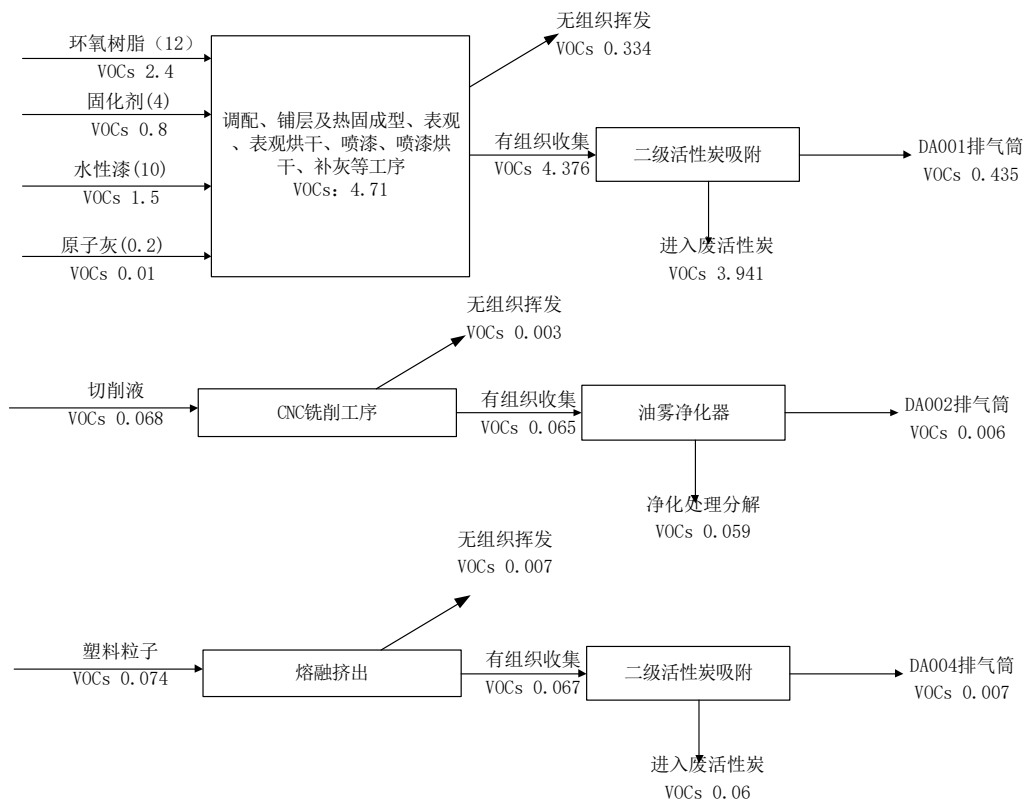 无组织挥发
VOCs 0.334
环氧树脂（12）
VOCs 2.4
固化剂(4)
VOCs 0.8
水性漆(10)
VOCs 1.5
原子灰(0.2)
VOCs 0.01
调配、铺层及热固成型、表观
、表观烘干、喷漆、喷漆烘
干、补灰等工序
VOCs：4.71
有组织收集
VOCs 4.376
二级活性炭吸附
DA001排气筒
VOCs 0.435
进入废活性炭
VOCs 3.941
无组织挥发
VOCs 0.003
切削液
VOCs 0.068
CNC铣削工序
有组织收集
VOCs 0.065
油雾净化器
DA002排气筒
VOCs 0.006
净化处理分解
VOCs 0.059
无组织挥发
VOCs 0.007
塑料粒子
VOCs 0.074
熔融挤出
有组织收集
VOCs 0.067
二级活性炭吸附
DA004排气筒
VOCs 0.007
进入废活性炭
VOCs 0.06